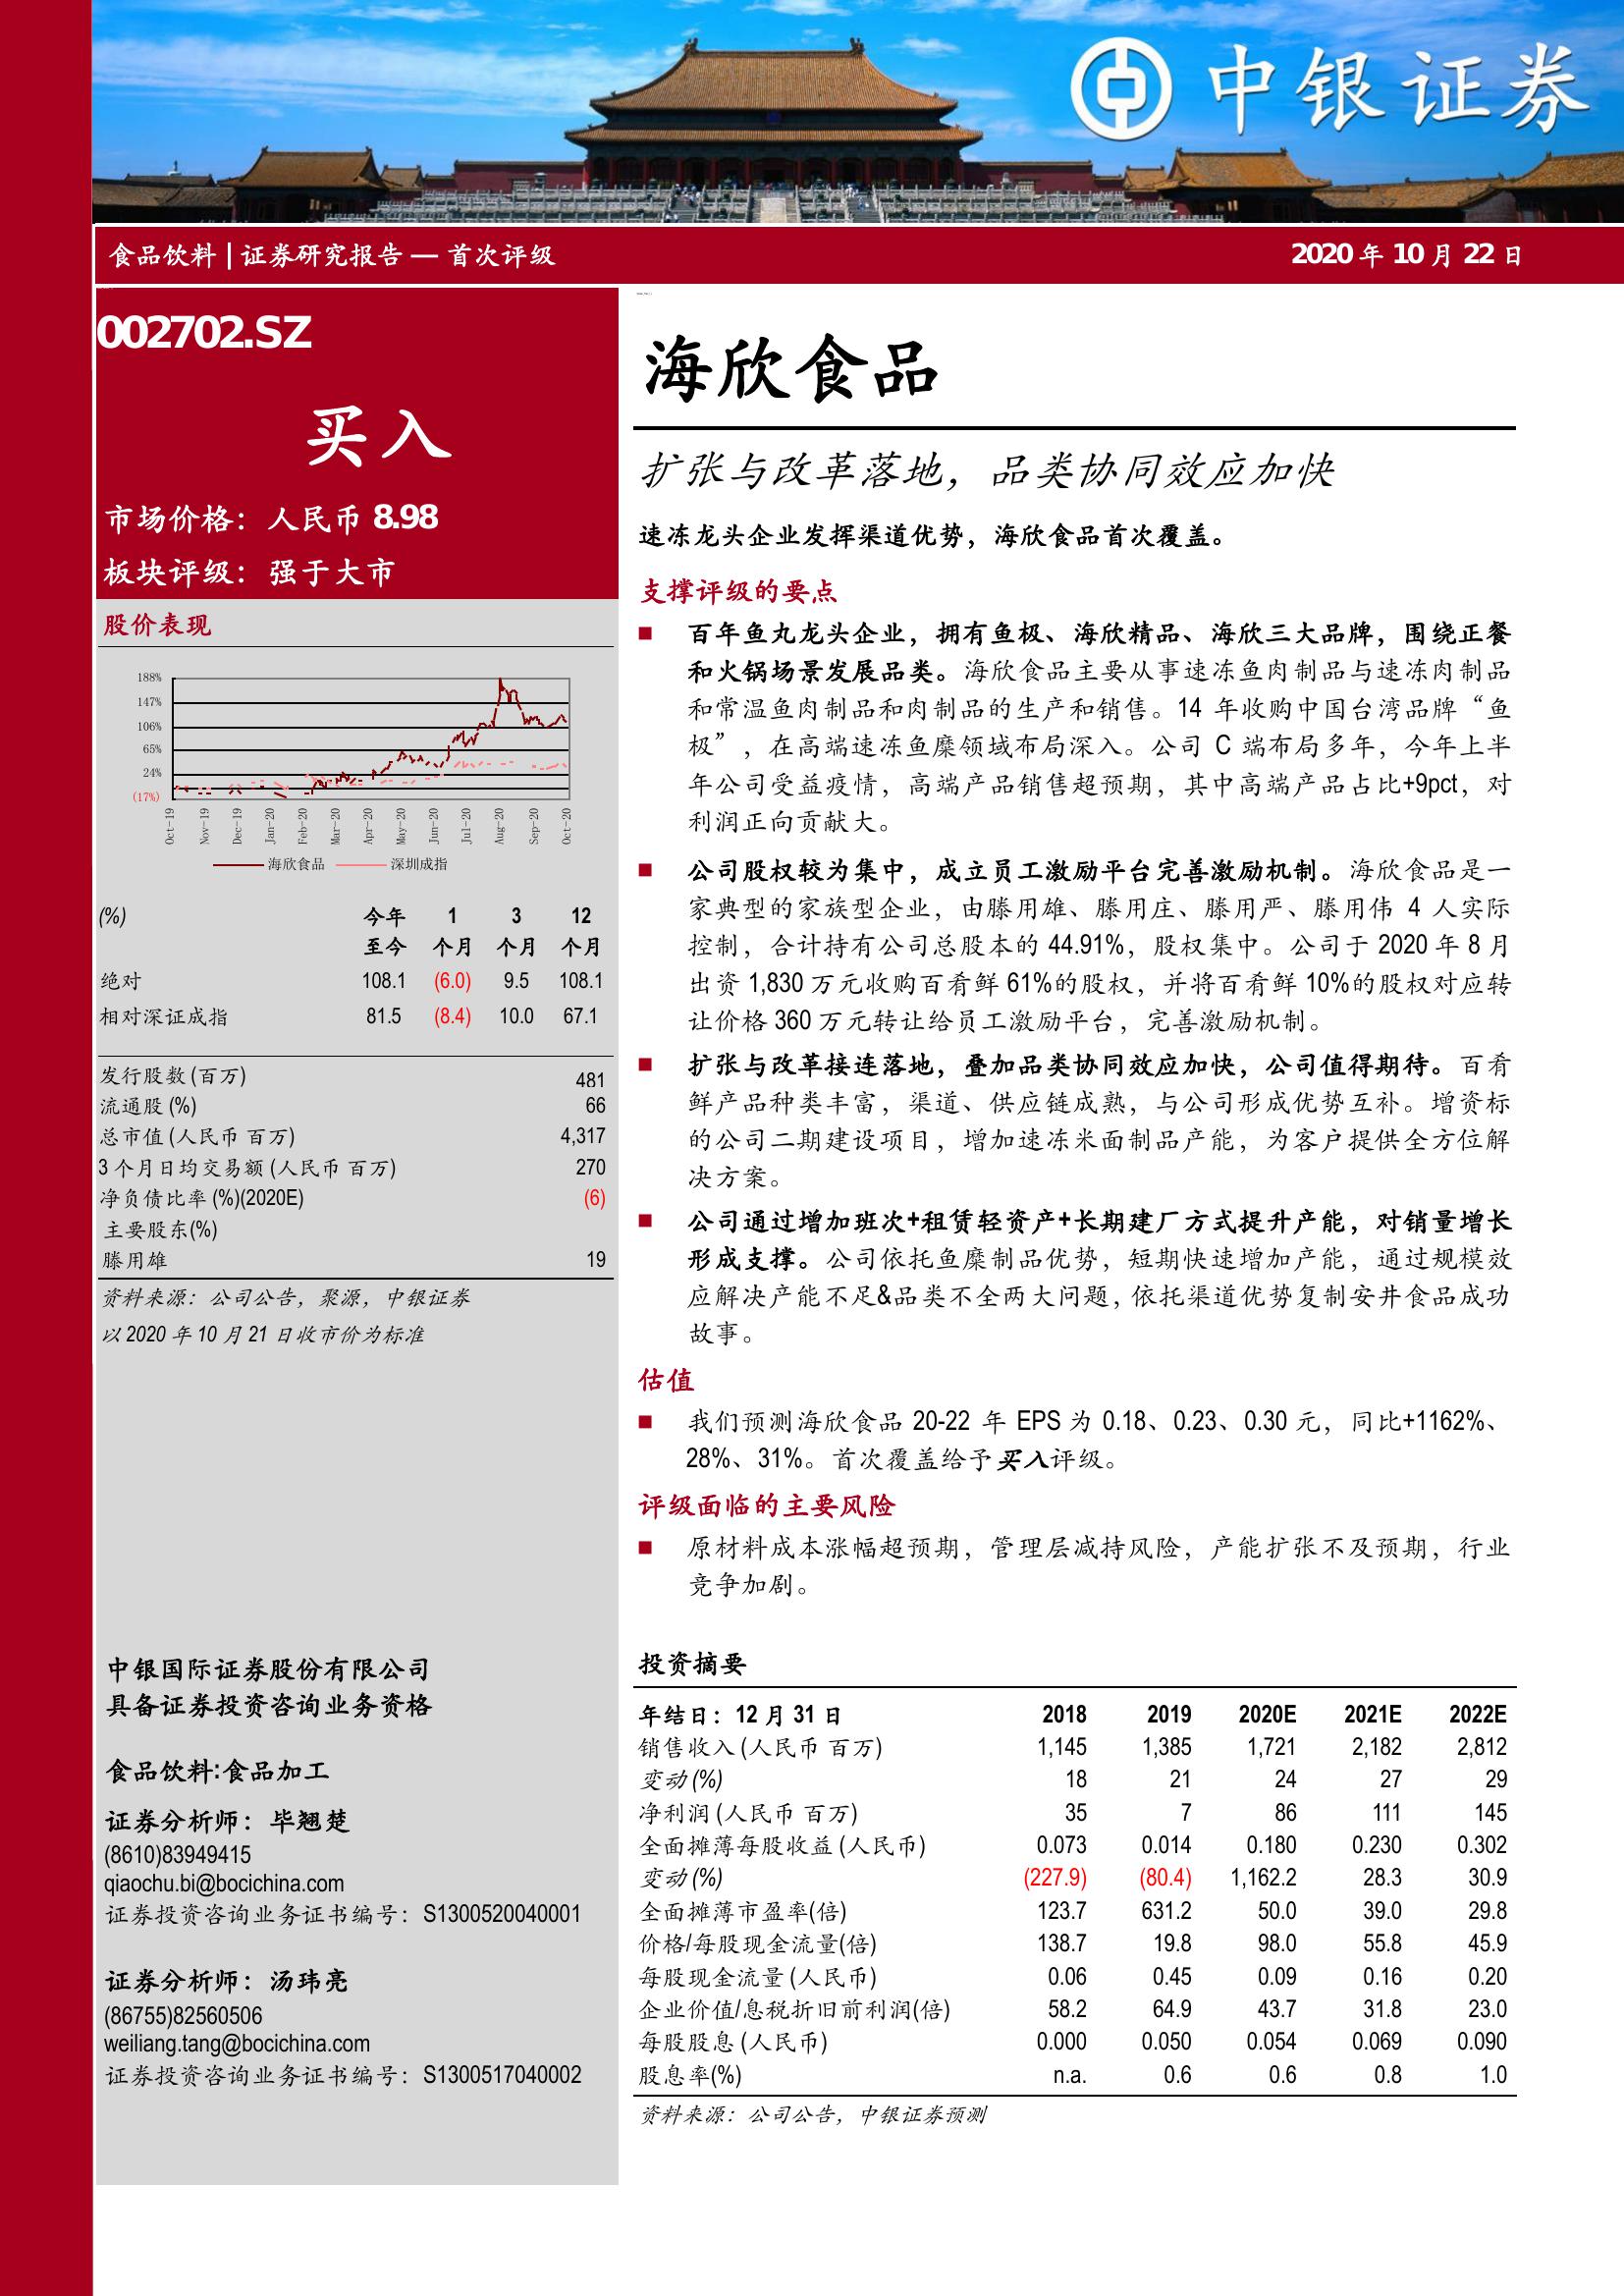 中银证券
食品饮料 | 证券研究报告 — 首次评级
2020 年 10 月 22 日
002702.SZ
买入
市场价格：人民币 8.98
板块评级：强于大市
股价表现
188%
147%
106%
65%
24%
(17%)
Oct-19
Nov-19
Dec-19
Jan-20
Feb-20
Mar-20
Apr-20
May-20
Jun-20
Jul-20
Aug-20
Sep-20
Oct-20
海欣食品 深圳成指
(%) 今年 1 3 12
至今 个月 个月 个月
绝对 108.1 (6.0) 9.5 108.1
相对深证成指 81.5 (8.4) 10.0 67.1
发行股数 (百万) 481
流通股 (%) 66
总市值 (人民币 百万) 4,317
3 个月日均交易额 (人民币 百万) 270
净负债比率 (%)(2020E) (6)
主要股东(%)
滕用雄 19
资料来源：公司公告，聚源，中银证券
以 2020 年 10 月 21 日收市价为标准
中银国际证券股份有限公司
具备证券投资咨询业务资格
食品饮料:食品加工
证券分析师：毕翘楚
(8610)83949415
qiaochu.bi@bocichina.com
证券投资咨询业务证书编号：S1300520040001
证券分析师：汤玮亮
(86755)82560506
weiliang.tang@bocichina.com
证券投资咨询业务证书编号：S1300517040002
海欣食品
扩张与改革落地，品类协同效应加快
速冻龙头企业发挥渠道优势，海欣食品首次覆盖。
支撑评级的要点
■ 百年鱼丸龙头企业，拥有鱼极、海欣精品、海欣三大品牌，围绕正餐
和火锅场景发展品类。海欣食品主要从事速冻鱼肉制品与速冻肉制品
和常温鱼肉制品和肉制品的生产和销售。14 年收购中国台湾品牌“鱼
极”，在高端速冻鱼糜领域布局深入。公司 C 端布局多年，今年上半
年公司受益疫情，高端产品销售超预期，其中高端产品占比+9pct，对
利润正向贡献大。
■ 公司股权较为集中，成立员工激励平台完善激励机制。海欣食品是一
家典型的家族型企业，由滕用雄、滕用庄、滕用严、滕用伟 4 人实际
控制，合计持有公司总股本的 44.91%，股权集中。公司于 2020 年 8 月
出资 1,830 万元收购百肴鲜 61%的股权，并将百肴鲜 10%的股权对应转
让价格 360 万元转让给员工激励平台，完善激励机制。
■ 扩张与改革接连落地，叠加品类协同效应加快，公司值得期待。百肴
鲜产品种类丰富，渠道、供应链成熟，与公司形成优势互补。增资标
的公司二期建设项目，增加速冻米面制品产能，为客户提供全方位解
决方案。
■ 公司通过增加班次+租赁轻资产+长期建厂方式提升产能，对销量增长
形成支撑。公司依托鱼糜制品优势，短期快速增加产能，通过规模效
应解决产能不足&品类不全两大问题，依托渠道优势复制安井食品成功
故事。
估值
■ 我们预测海欣食品 20-22 年 EPS 为 0.18、0.23、0.30 元，同比+1162%、
28%、31%。首次覆盖给予买入评级。
评级面临的主要风险
■ 原材料成本涨幅超预期，管理层减持风险，产能扩张不及预期，行业
竞争加剧。
投资摘要
年结日：12 月 31 日 2018 2019 2020E 2021E 2022E
销售收入 (人民币 百万) 1,145 1,385 1,721 2,182 2,812
变动 (%) 18 21 24 27 29
净利润 (人民币 百万) 35 7 86 111 145
全面摊薄每股收益 (人民币) 0.073 0.014 0.180 0.230 0.302
变动 (%) (227.9) (80.4) 1,162.2 28.3 30.9
全面摊薄市盈率(倍) 123.7 631.2 50.0 39.0 29.8
价格/每股现金流量(倍) 138.7 19.8 98.0 55.8 45.9
每股现金流量 (人民币) 0.06 0.45 0.09 0.16 0.20
企业价值/息税折旧前利润(倍) 58.2 64.9 43.7 31.8 23.0
每股股息 (人民币) 0.000 0.050 0.054 0.069 0.090
股息率(%) n.a. 0.6 0.6 0.8 1.0
资料来源：公司公告，中银证券预测